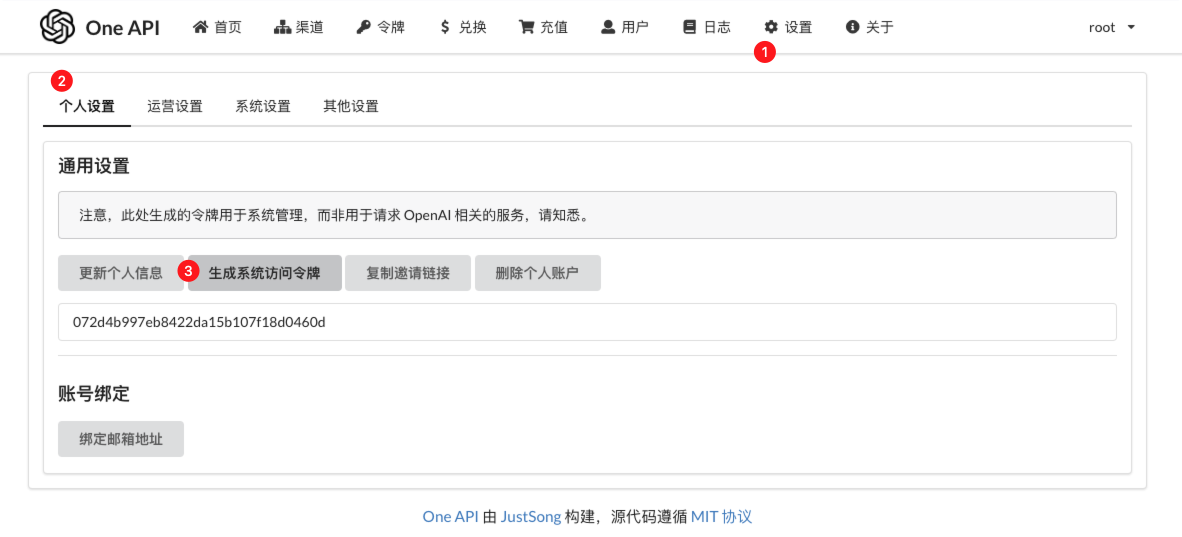 One API 首页 渠道 令牌 兑换 充值 用户 日志 设置 关于 root
1
2
个人设置 运营设置 系统设置 其他设置
通用设置
注意，此处生成的令牌用于系统管理，而非用于请求 OpenAI 相关的服务，请知悉。
更新个人信息 3 生成系统访问令牌 复制邀请链接 删除个人账户
072d4b997eb8422da15b107f18d0460d
账号绑定
绑定邮箱地址
One API 由 JustSong 构建，源代码遵循 MIT 协议